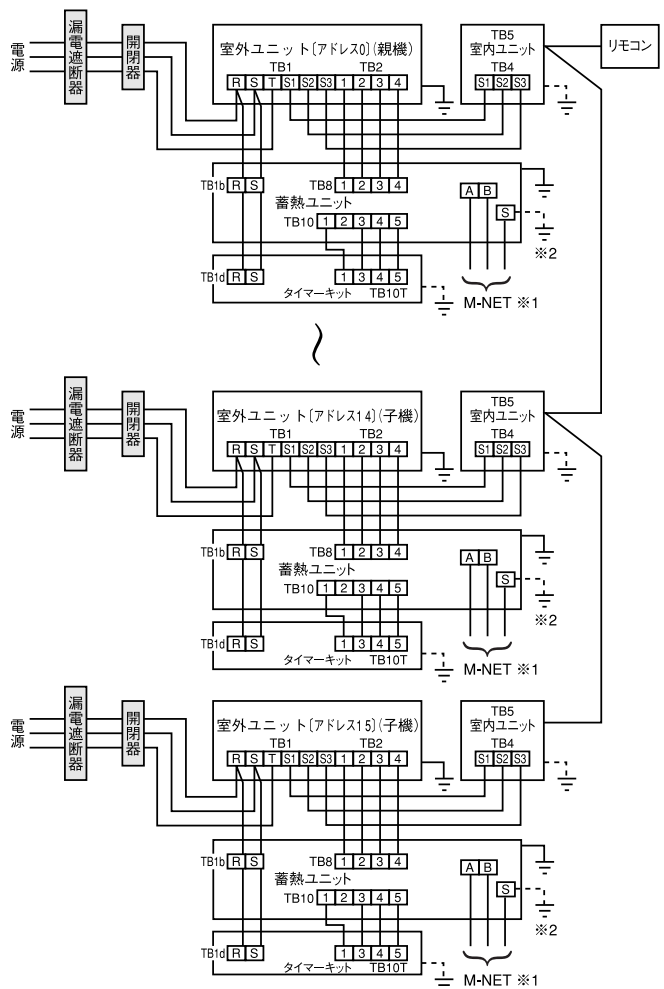 電源
漏電遮断器
開閉器
室外ユニット〔アドレス0〕(親機)
TB1 TB2
R S T S1 S2 S3 1 2 3 4
TB5
室内ユニット
TB4
S1 S2 S3
リモコン
TB1b R S
TB8 1 2 3 4
蓄熱ユニット
TB10 1 2 3 4 5
A B
S
※2
TB1d R S
1 3 4 5
タイマーキット TB10T
M-NET ※1
電源
漏電遮断器
開閉器
室外ユニット〔アドレス14〕(子機)
TB1 TB2
R S T S1 S2 S3 1 2 3 4
TB5
室内ユニット
TB4
S1 S2 S3
TB1b R S
TB8 1 2 3 4
蓄熱ユニット
TB10 1 2 3 4 5
A B
S
※2
TB1d R S
1 3 4 5
タイマーキット TB10T
M-NET ※1
電源
漏電遮断器
開閉器
室外ユニット〔アドレス15〕(子機)
TB1 TB2
R S T S1 S2 S3 1 2 3 4
TB5
室内ユニット
TB4
S1 S2 S3
TB1b R S
TB8 1 2 3 4
蓄熱ユニット
TB10 1 2 3 4 5
A B
S
※2
TB1d R S
1 3 4 5
タイマーキット TB10T
M-NET ※1